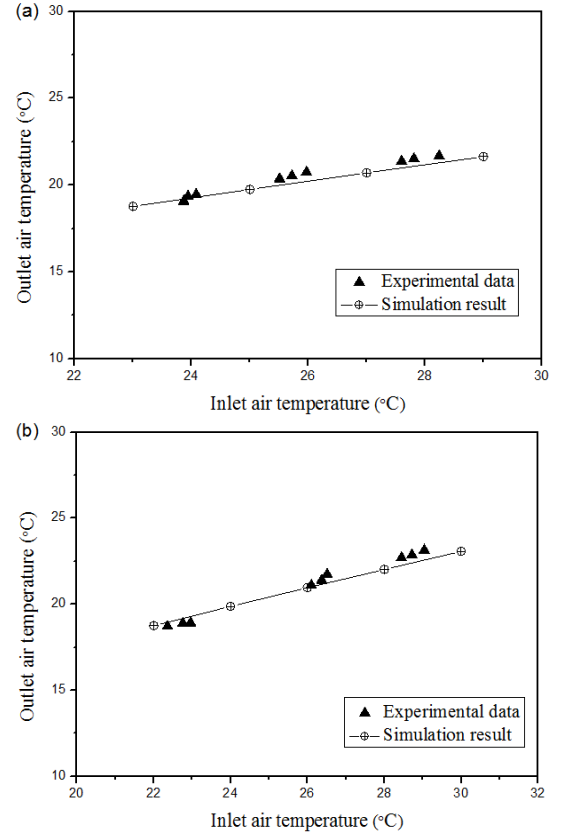 (a)
30
25
20
15
10
Outlet air temperature (°C)
Experimental data
Simulation result
22 24 26 28 30
Inlet air temperature (°C)
(b)
30
25
20
15
10
Outlet air temperature (°C)
Experimental data
Simulation result
20 22 24 26 28 30 32
Inlet air temperature (°C)